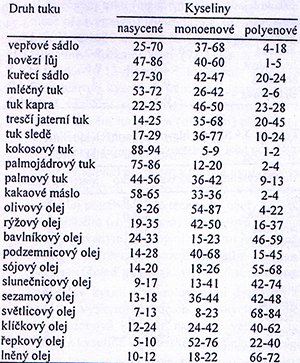 Druh tuku Kyseliny
nasycené monoenové polyenové
vepřové sádlo 25-70 37-68 4-18
hovězí lůj 47-86 40-60 1-5
kuřecí sádlo 27-30 42-47 20-24
mléčný tuk 53-72 26-42 2-6
tuk kapra 22-25 46-50 23-28
tresčí jaterní tuk 14-25 35-68 20-45
tuk sledě 17-29 36-77 10-24
kokosový tuk 88-94 5-9 1-2
palmojádrový tuk 75-86 12-20 2-4
palmový tuk 44-56 36-42 9-13
kakaové máslo 58-65 33-36 2-4
olivový olej 8-26 54-87 4-22
rýžový olej 19-35 42-50 16-37
bavlníkový olej 24-33 15-23 46-59
podzemnicový olej 14-28 40-68 15-45
sójový olej 14-20 18-26 55-68
slunečnicový olej 9-17 13-41 42-74
sezamový olej 13-18 36-44 42-48
světlicový olej 7-13 8-23 68-84
klíčkový olej 12-24 24-42 40-62
řepkový olej 5-10 52-76 22-40
lněný olej 10-12 18-22 66-72